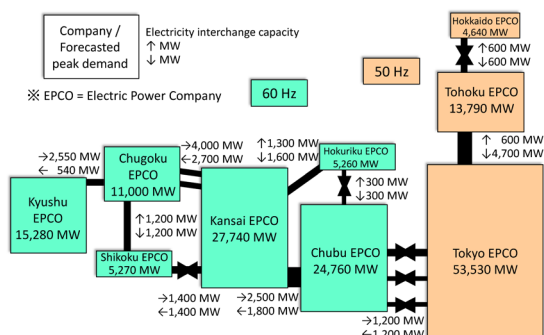 Company /
Forecasted
peak demand
Electricity interchange capacity
↑ MW
↓ MW
※ EPCO = Electric Power Company
60 Hz
50 Hz
Hokkaido EPCO
4,640 MW
↑600 MW
↓600 MW
Tohoku EPCO
13,790 MW
↑ 600 MW
↓4,700 MW
→2,550 MW
← 540 MW
Chugoku
EPCO
11,000 MW
→4,000 MW
←2,700 MW
↑1,300 MW
↓1,600 MW
Hokuriku EPCO
5,260 MW
↑300 MW
↓300 MW
Kyushu
EPCO
15,280 MW
↑1,200 MW
↓1,200 MW
Kansai EPCO
27,740 MW
Shikoku EPCO
5,270 MW
Chubu EPCO
24,760 MW
Tokyo EPCO
53,530 MW
→1,400 MW
←1,400 MW
→2,500 MW
←1,800 MW
→1,200 MW
←1,200 MW